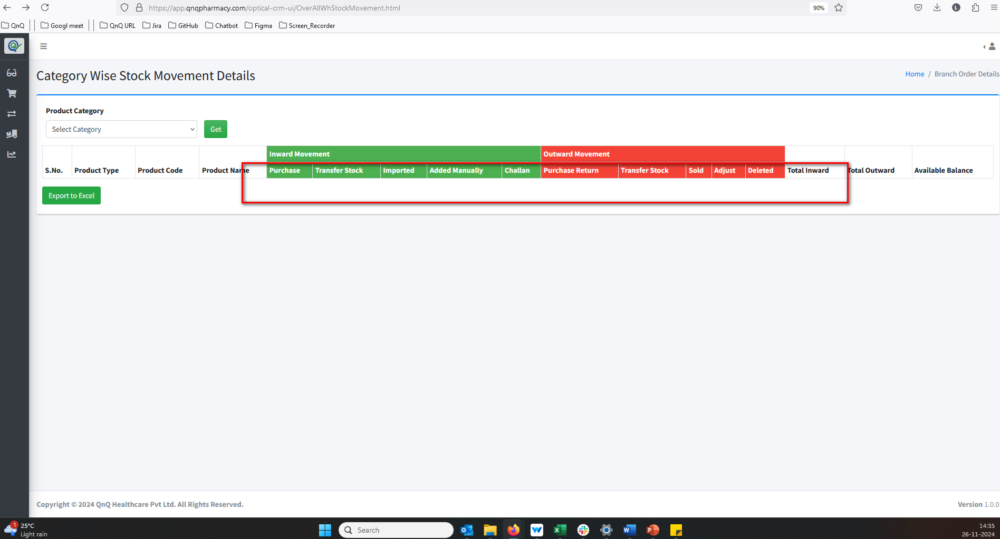 https://app.qnqpharmacy.com/optical-crm-ui/OverAllWhStockMovement.html
90%
L
QnQ
Googl meet
QnQ URL
Jira
GitHub
Chatbot
Figma
Screen_Recorder
Category Wise Stock Movement Details
Home / Branch Order Details
Product Category
Select Category
Get
Inward Movement Outward Movement
S.No. Product Type Product Code Product Name Purchase Transfer Stock Imported Added Manually Challan Purchase Return Transfer Stock Sold Adjust Deleted Total Inward Total Outward Available Balance
Export to Excel
Copyright © 2024 QnQ Healthcare Pvt Ltd. All Rights Reserved.
Version 1.0.0
1
25°C
Light rain
Search
14:35
26-11-2024